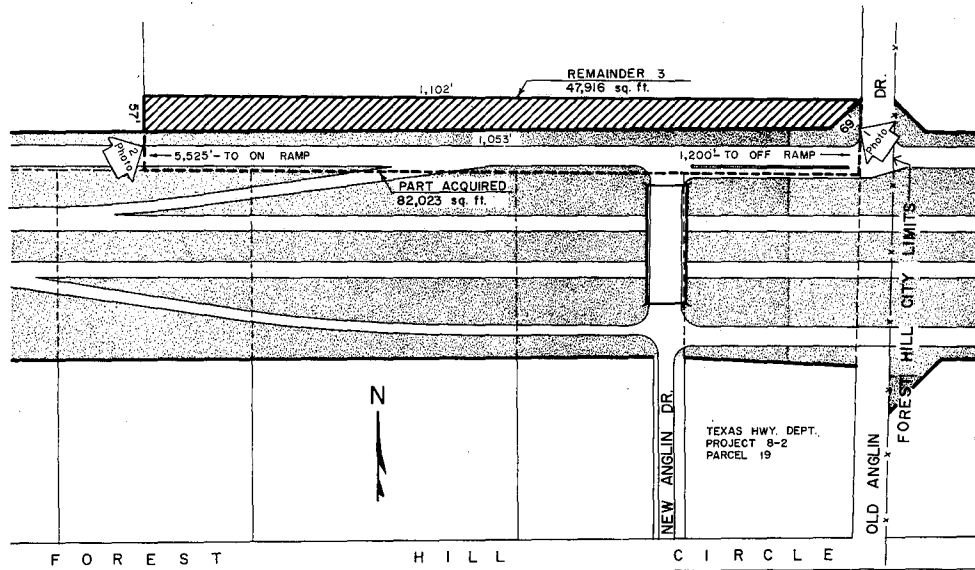 DR.
REMAINDER 3
47,916 sq. ft.
1,102'
57'
69'
1,053'
Photo 2
Photo 1
5,525' - TO ON RAMP
1,200' - TO OFF RAMP
PART ACQUIRED
82,023 sq. ft.
FOREST HILL CITY LIMITS
N
NEW ANGLIN DR.
TEXAS HWY. DEPT.
PROJECT 8-2
PARCEL 19
OLD ANGLIN
FOREST HILL CIRCLE